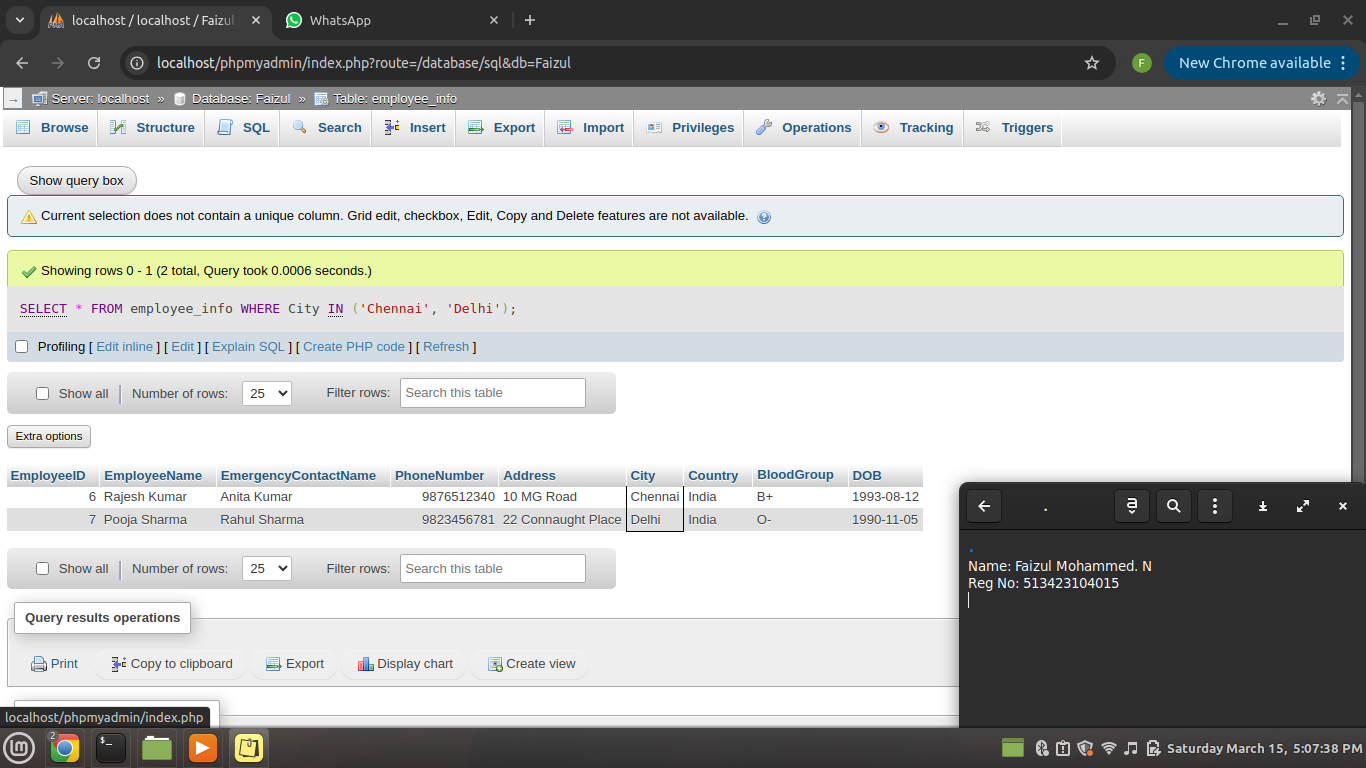 localhost / localhost / Faizul
WhatsApp
localhost/phpmyadmin/index.php?route=/database/sql&db=Faizul
F
New Chrome available
Server: localhost » Database: Faizul » Table: employee_info
Browse Structure SQL Search Insert Export Import Privileges Operations Tracking Triggers
Show query box
Current selection does not contain a unique column. Grid edit, checkbox, Edit, Copy and Delete features are not available.
Showing rows 0 - 1 (2 total, Query took 0.0006 seconds.)
SELECT * FROM employee_info WHERE City IN ('Chennai', 'Delhi');
Profiling [ Edit inline ] [ Edit ] [ Explain SQL ] [ Create PHP code ] [ Refresh ]
Show all Number of rows: 25 Filter rows: Search this table
Extra options
EmployeeID EmployeeName EmergencyContactName PhoneNumber Address City Country BloodGroup DOB
6 Rajesh Kumar Anita Kumar 9876512340 10 MG Road Chennai India B+ 1993-08-12
7 Pooja Sharma Rahul Sharma 9823456781 22 Connaught Place Delhi India O- 1990-11-05
Show all Number of rows: 25 Filter rows: Search this table
Query results operations
Print Copy to clipboard Export Display chart Create view
.
.
Name: Faizul Mohammed. N
Reg No: 513423104015
localhost/phpmyadmin/index.php
2
Saturday March 15, 5:07:38 PM